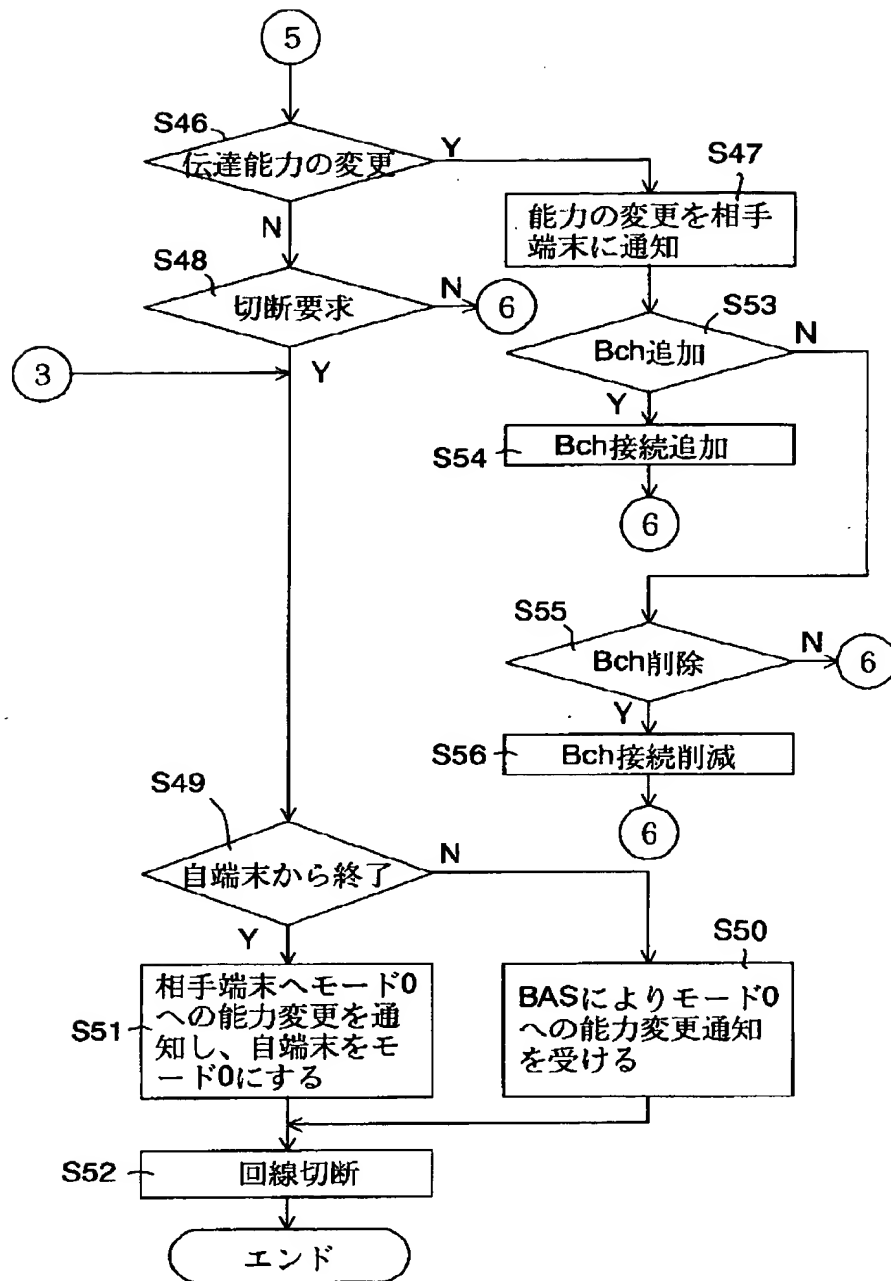 5
S46
伝達能力の変更
Y
N
S47
能力の変更を相手
端末に通知
S48
切断要求
N
6
Y
3
S53
Bch追加
N
Y
S54
Bch接続追加
6
S55
Bch削除
N
6
Y
S56
Bch接続削減
6
S49
自端末から終了
N
Y
S50
BASによりモード0
への能力変更通知
を受ける
S51
相手端末へモード0
への能力変更を通
知し、自端末をモ
ード0にする
S52
回線切断
エンド